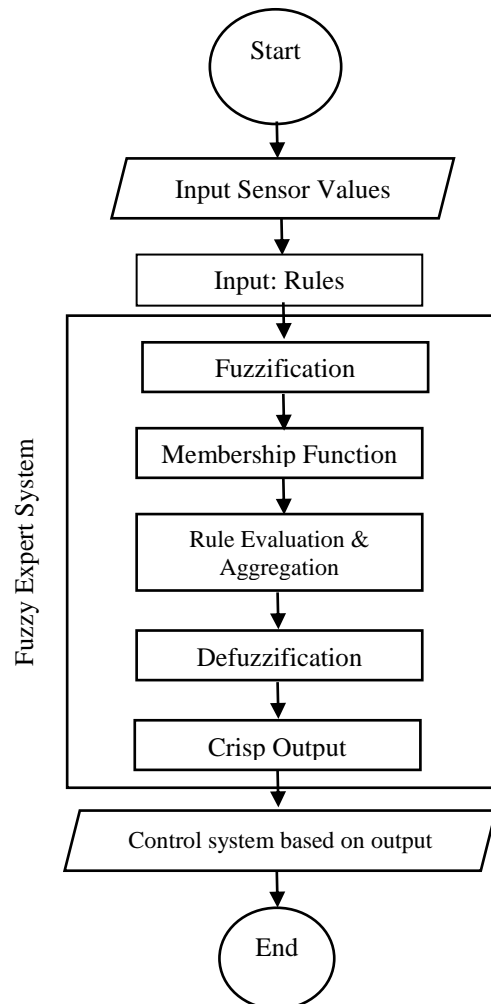 Start
Input Sensor Values
Input: Rules
Fuzzy Expert System
Fuzzification
Membership Function
Rule Evaluation &
Aggregation
Defuzzification
Crisp Output
Control system based on output
End